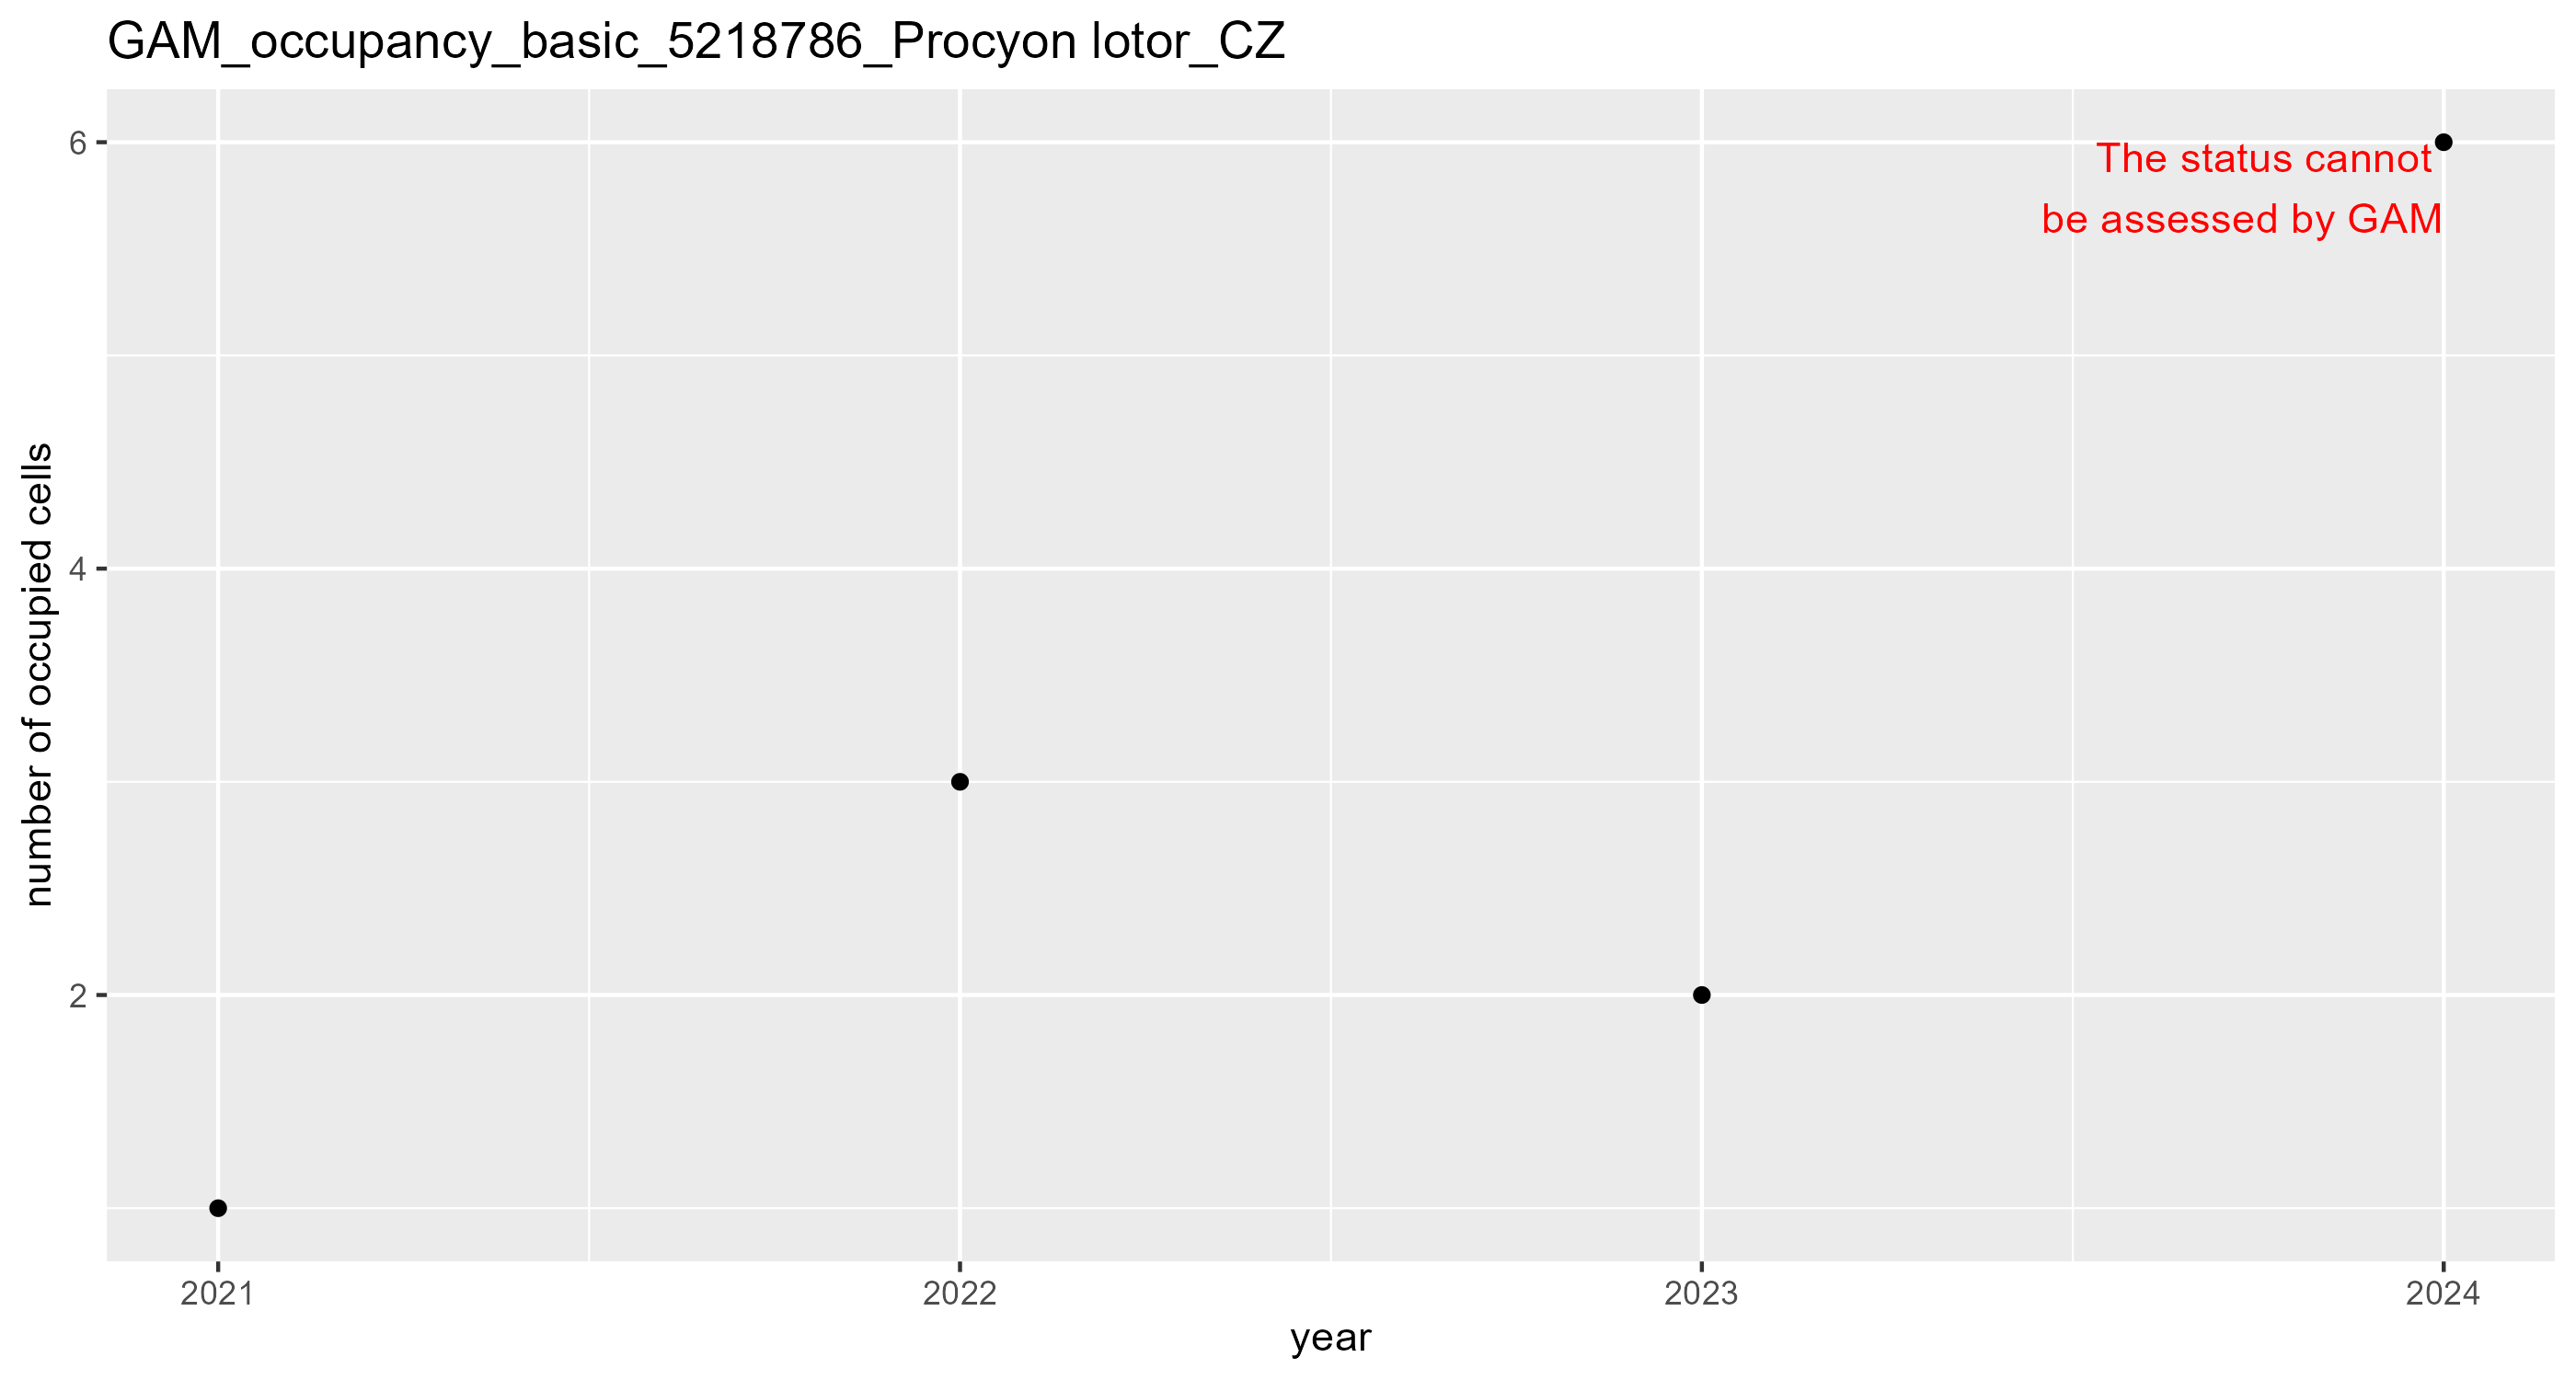 GAM_occupancy_basic_5218786_Procyon lotor_CZ
6
The status cannot
be assessed by GAM
4
number of occupied cells
2
2021
2022
2023
2024
year